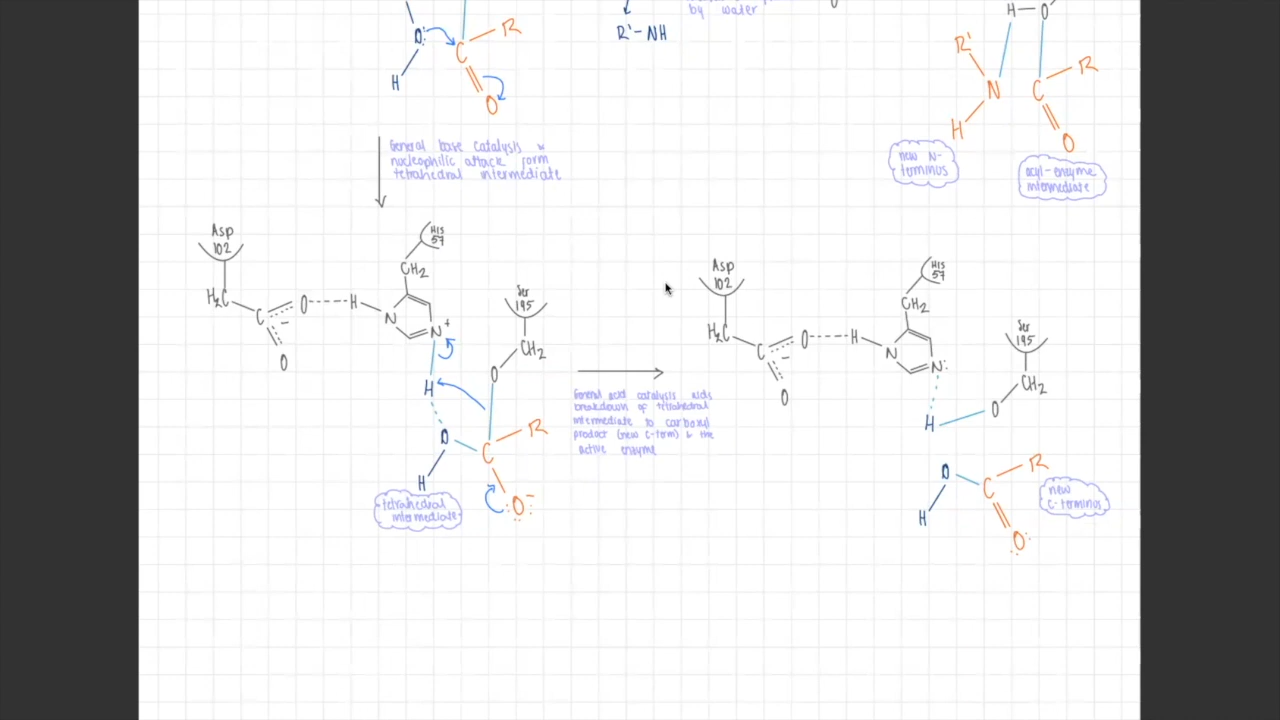 by water
H-O
O:
C
R
R'-NH
H
O
R'
R
N
C
H
O
General base catalysis &
nucleophilic attack form
tetrahedral intermediate
new N-
terminus
acyl-enzyme
intermediate
Asp
102
HIS
57
CH2
H2C
C
O
H
N
N+
Ser
195
CH2
O
O
H
O
C
R
H
O-
tetrahedral
intermediate
General acid catalysis aids
breakdown of tetrahedral
intermediate to carboxyl
product (new C-term) & the
active enzyme
Asp
102
HIS
57
CH2
H2C
C
O
H
N
N:
Ser
195
CH2
O
O
H
O
C
R
H
O
new
C-terminus